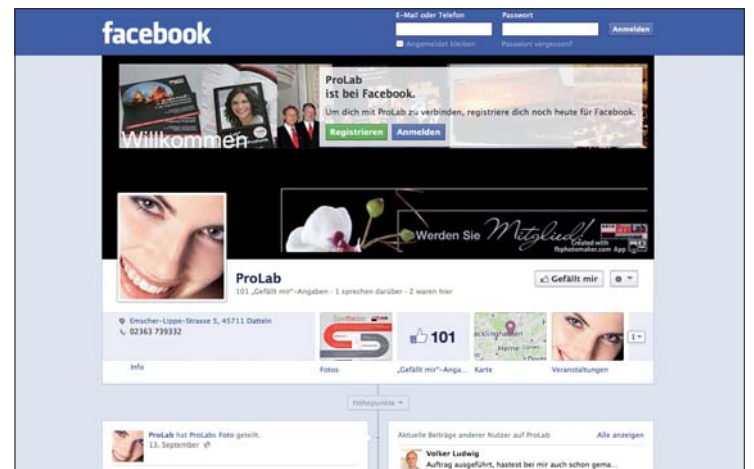 facebook
E-Mail oder Telefon
Passwort
Anmelden
Angemeldet bleiben
Passwort vergessen?
ProLab
ist bei Facebook.
Um dich mit ProLab zu verbinden, registriere dich noch heute für Facebook.
Registrieren Anmelden
Willkommen
Werden Sie Mitglied!
ProLab
Created with
fbphotomaker.com App
ProLab
101 „Gefällt mir“-Angaben · 1 sprechen darüber · 2 waren hier
Gefällt mir
Emscher-Lippe-Strasse 5, 45711 Datteln
02363 739332
101
ecklinghausen
Herne
1
Info
Fotos
„Gefällt mir“-Anga...
Karte
Veranstaltungen
Höhepunkte
ProLab hat ProLabs Foto geteilt.
13. September
Aktuelle Beiträge anderer Nutzer auf ProLab
Alle anzeigen
Volker Ludwig
Auftrag ausgeführt, hastest bei mir auch schon gema...